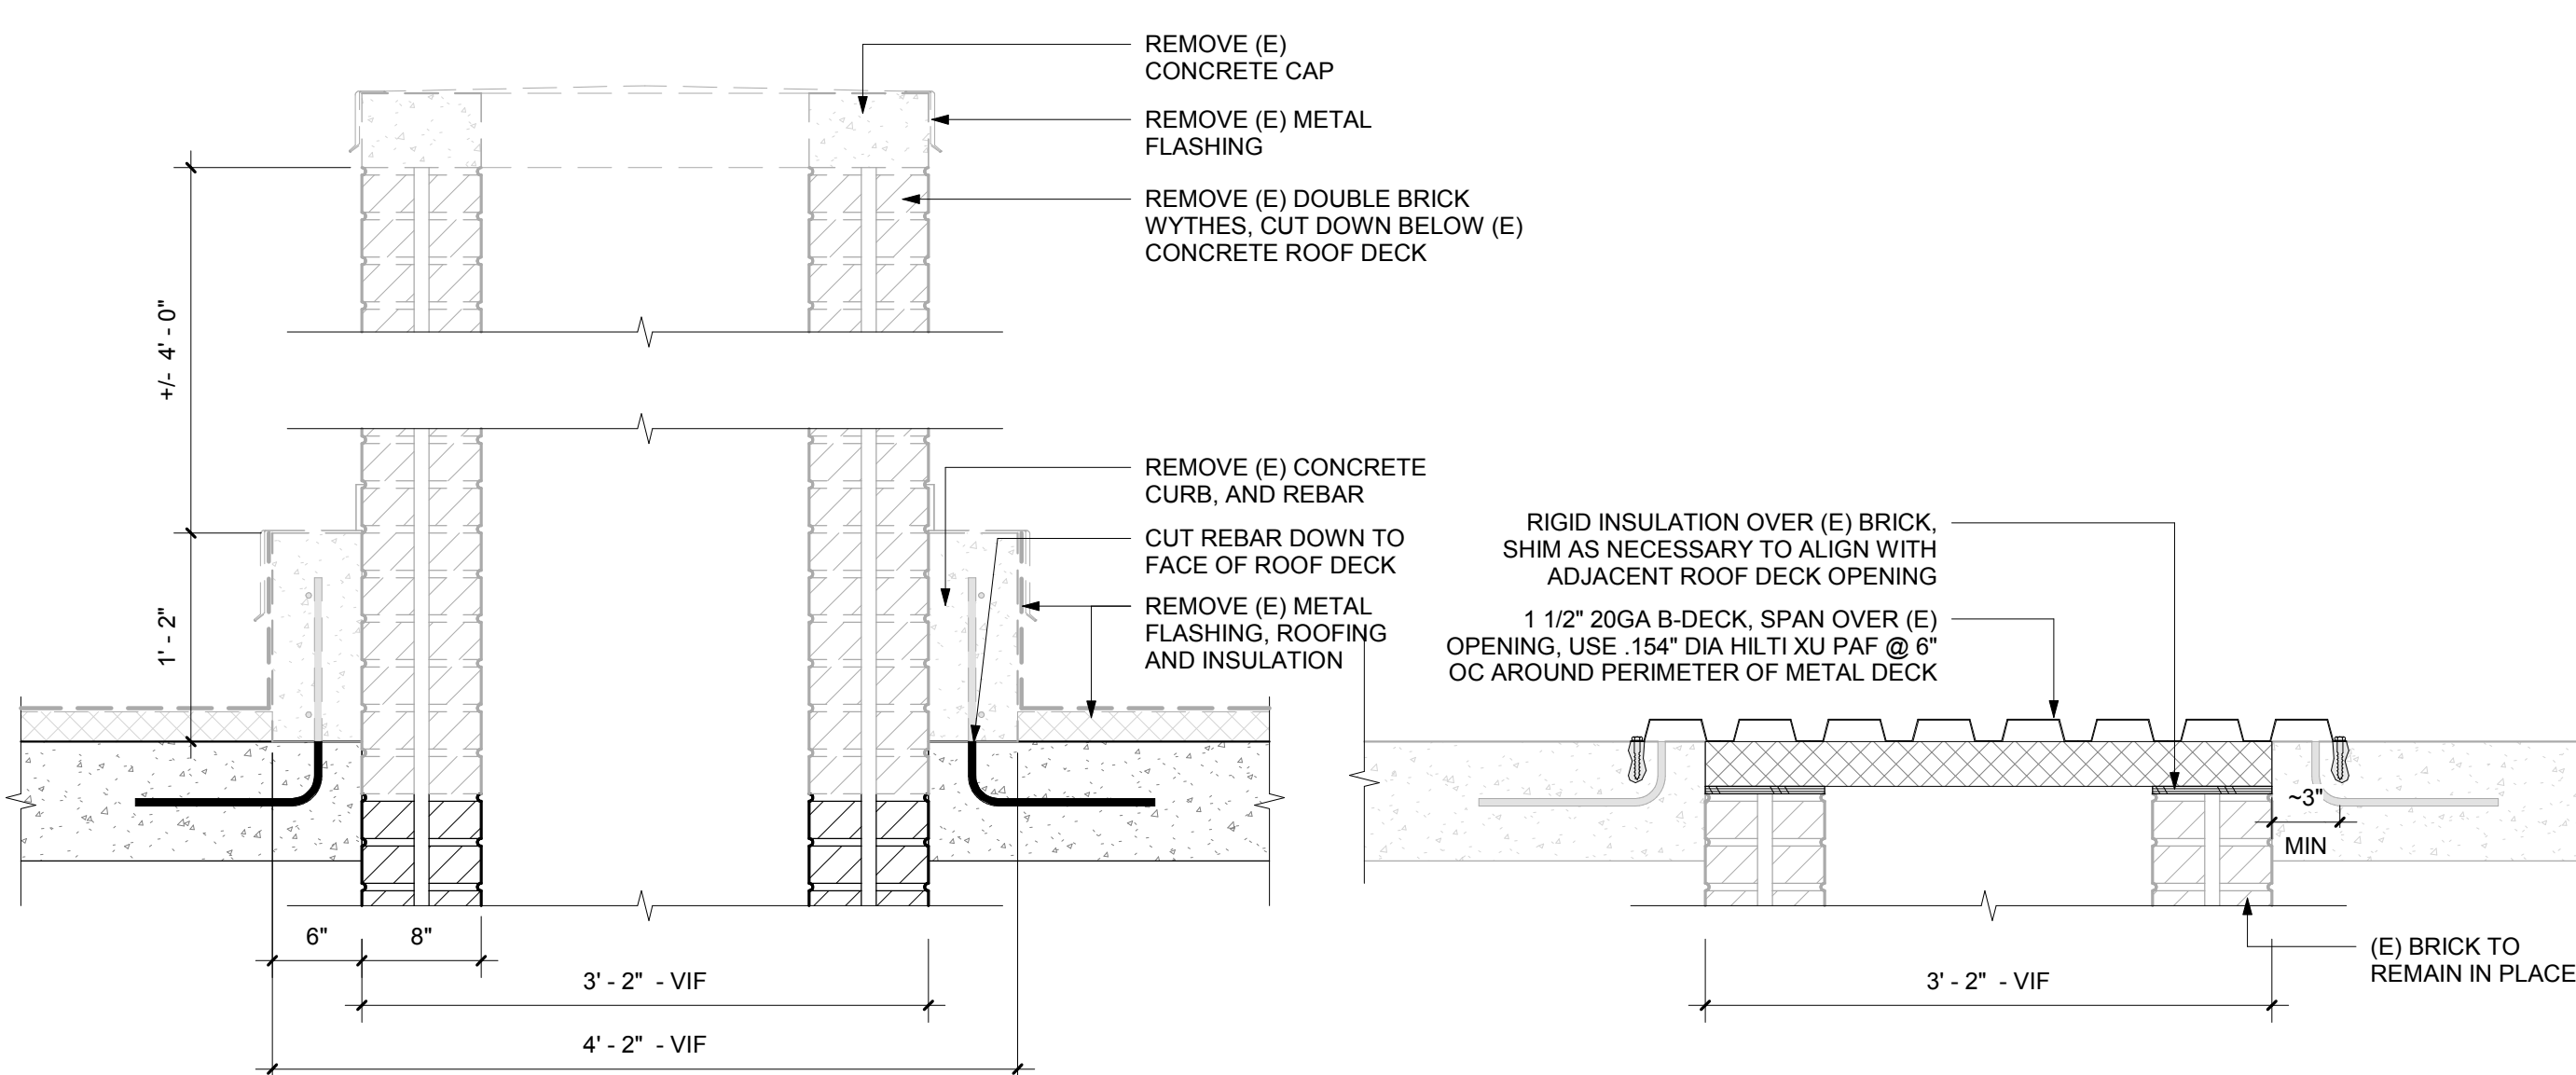 REMOVE (E)
CONCRETE CAP
REMOVE (E) METAL
FLASHING
REMOVE (E) DOUBLE BRICK
WYTHES, CUT DOWN BELOW (E)
CONCRETE ROOF DECK
+/- 4' - 0"
1' - 2"
REMOVE (E) CONCRETE
CURB, AND REBAR
CUT REBAR DOWN TO
FACE OF ROOF DECK
REMOVE (E) METAL
FLASHING, ROOFING
AND INSULATION
6"
8"
3' - 2" - VIF
4' - 2" - VIF
RIGID INSULATION OVER (E) BRICK,
SHIM AS NECESSARY TO ALIGN WITH
ADJACENT ROOF DECK OPENING
1 1/2" 20GA B-DECK, SPAN OVER (E)
OPENING, USE .154" DIA HILTI XU PAF @ 6"
OC AROUND PERIMETER OF METAL DECK
~3"
MIN
(E) BRICK TO
REMAIN IN PLACE
3' - 2" - VIF